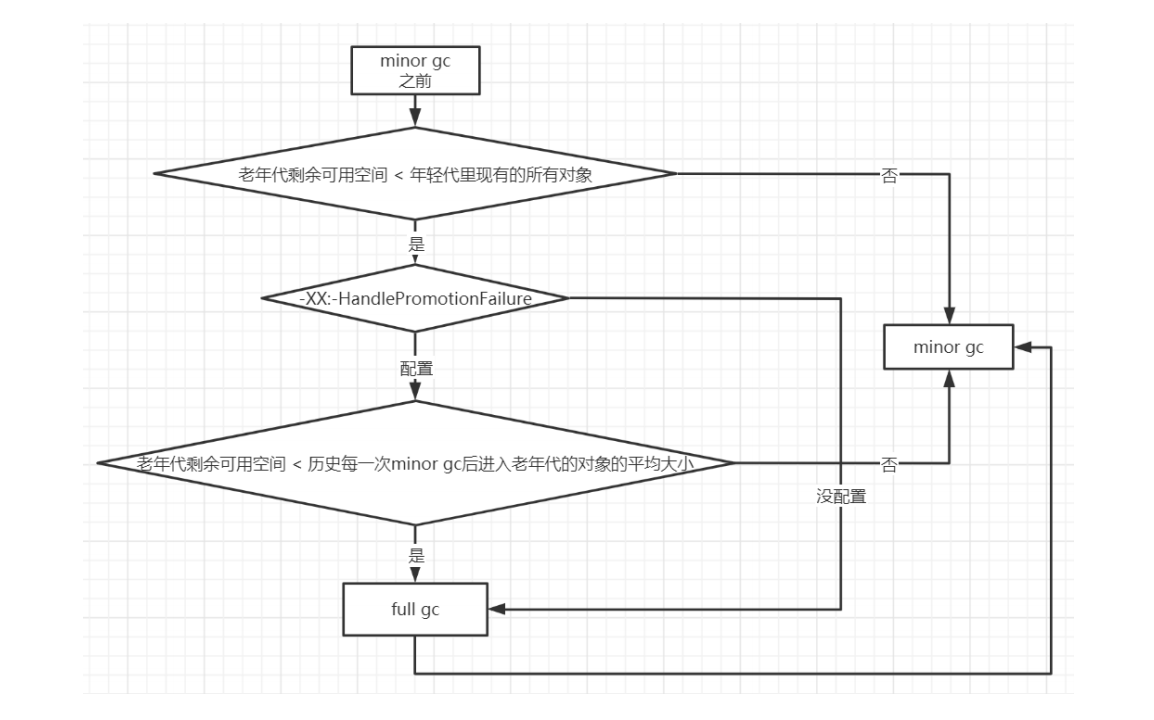 minor gc
之前
老年代剩余可用空间 < 年轻代里现有的所有对象
否
是
-XX:-HandlePromotionFailure
minor gc
配置
老年代剩余可用空间 < 历史每一次minor gc后进入老年代的对象的平均大小
否
没配置
是
full gc